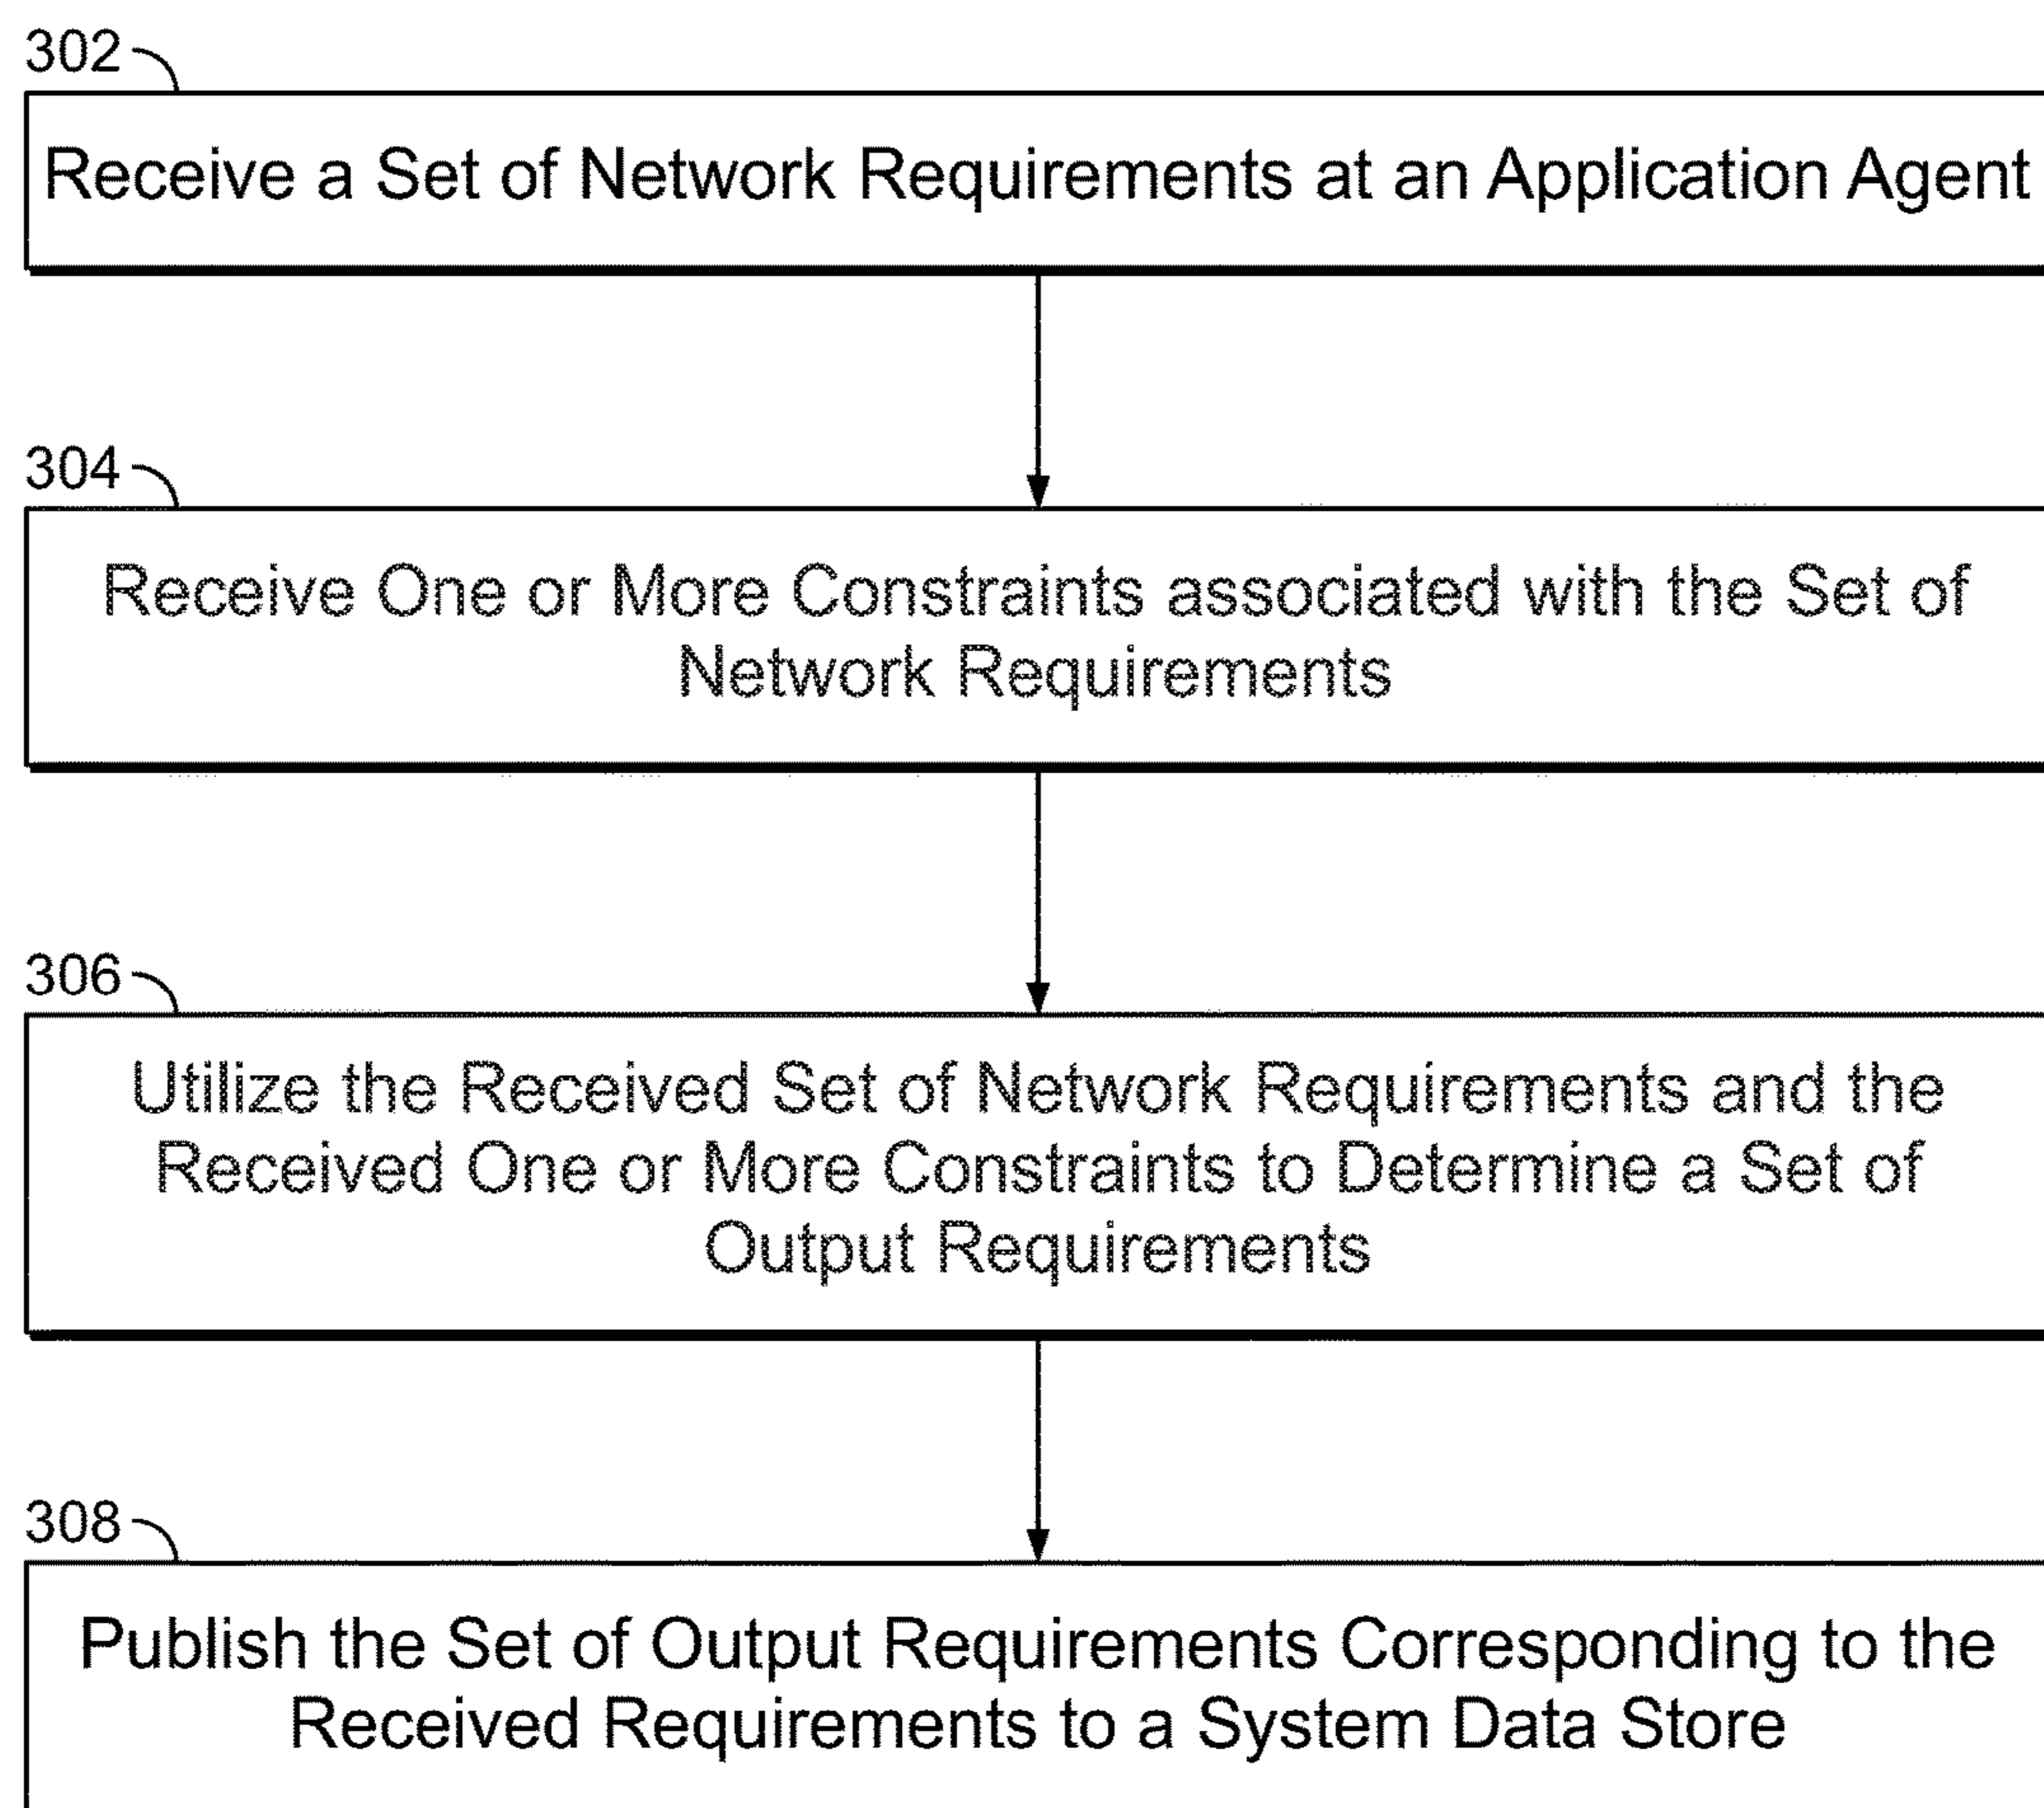 302
Receive a Set of Network Requirements at an Application Agent
304
Receive One or More Constraints associated with the Set of
Network Requirements
306
Utilize the Received Set of Network Requirements and the
Received One or More Constraints to Determine a Set of
Output Requirements
308
Publish the Set of Output Requirements Corresponding to the
Received Requirements to a System Data Store